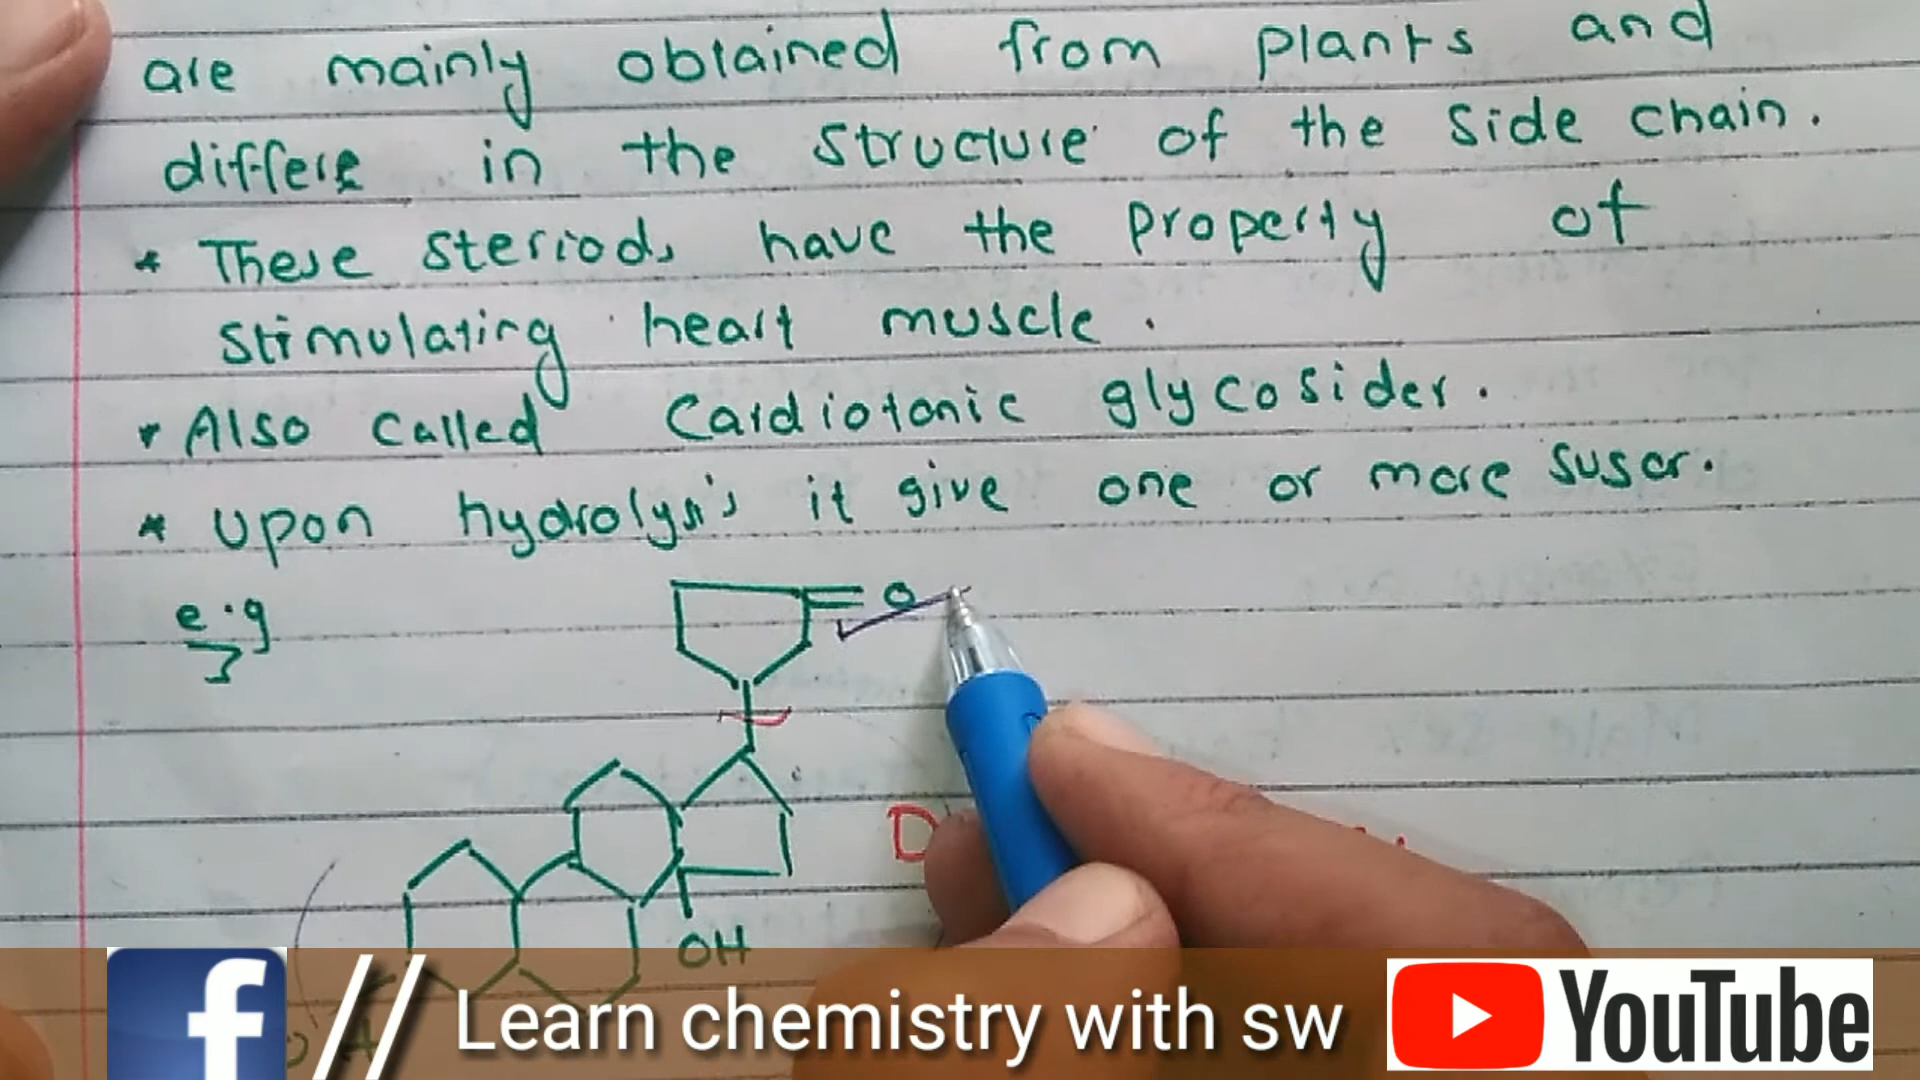 are mainly obtained from plants and
differe in the structure of the side chain.
* These steriods have the property of
stimulating heart muscle.
* Also called Cardiotonic glycosider.
* Upon hydrolysis it give one or more sugar.
e.g
O
D
OH
f // Learn chemistry with sw YouTube